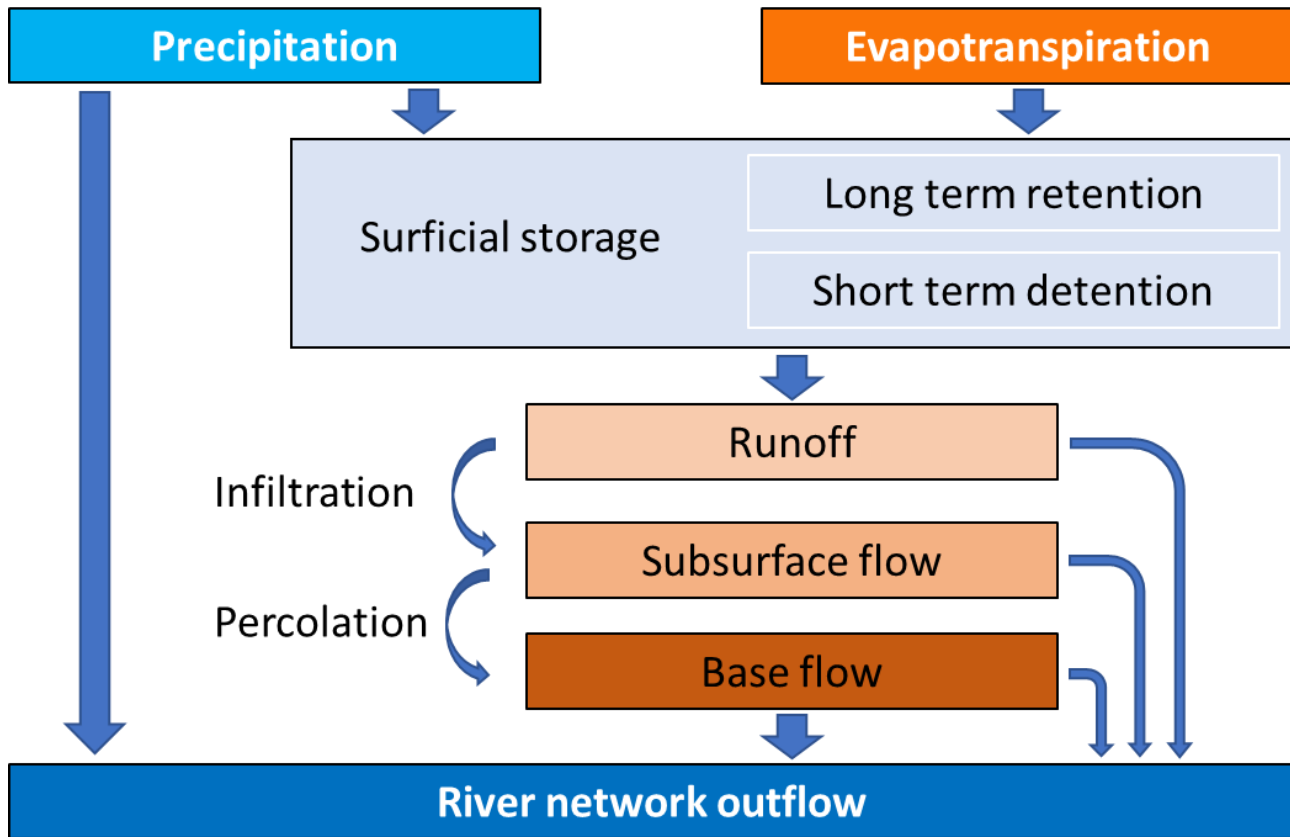 Precipitation
Evapotranspiration
Surficial storage
Long term retention
Short term detention
Runoff
Infiltration
Subsurface flow
Percolation
Base flow
River network outflow